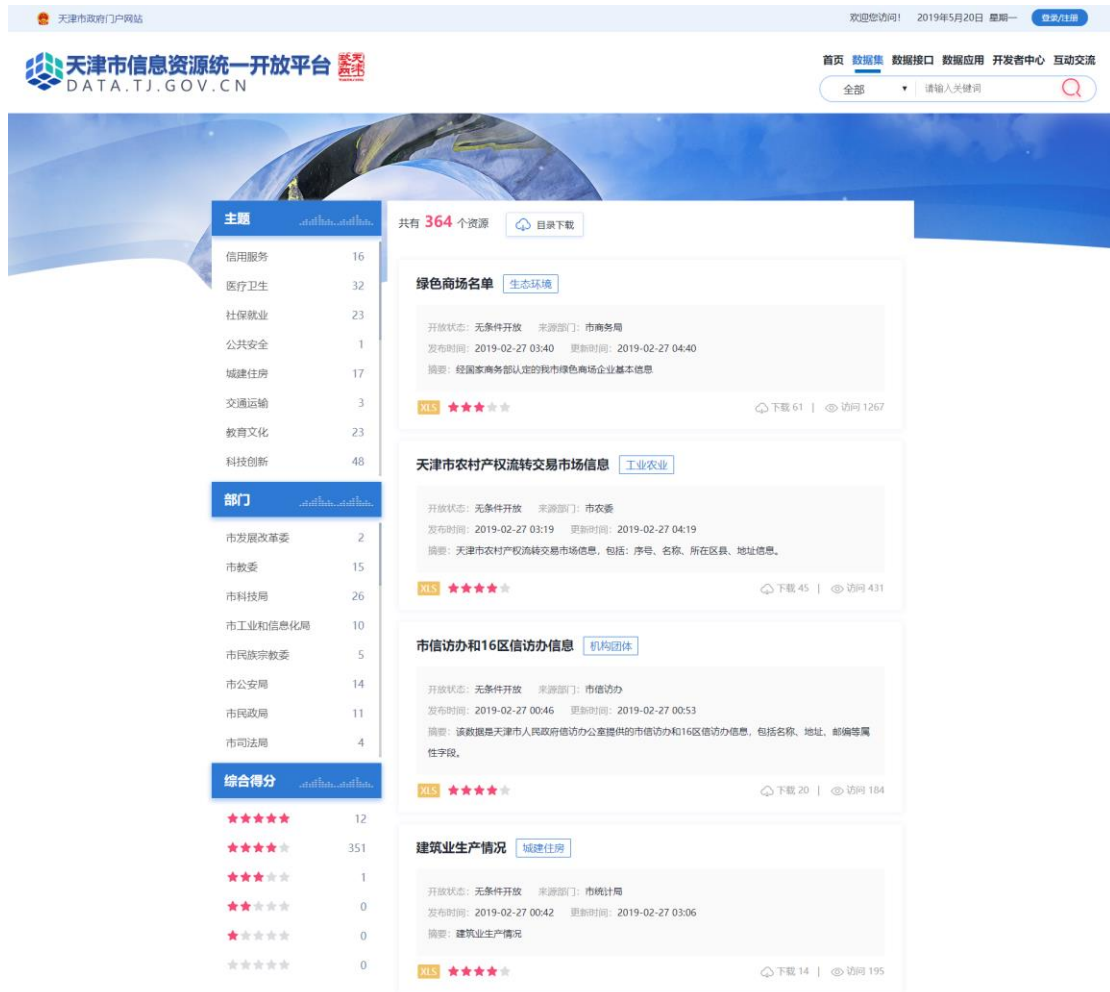 天津市政府门户网站
欢迎您访问! 2019年5月20日 星期一 登录/注册
天津市信息资源统一开放平台
DATA.TJ.GOV.CN
首页 数据集 数据接口 数据应用 开发者中心 互动交流
全部 请输入关键词
主题
信用服务 16
医疗卫生 32
社保就业 23
公共安全 1
城建住房 17
交通运输 3
教育文化 23
科技创新 48
部门
市发展改革委 2
市教委 15
市科技局 26
市工业和信息化局 10
市民族宗教委 5
市公安局 14
市民政局 11
市司法局 4
综合得分
12
351
1
0
0
0
共有 364 个资源 目录下载
绿色商场名单 生态环境
开放状态: 无条件开放 来源部门: 市商务局
发布时间: 2019-02-27 03:40 更新时间: 2019-02-27 04:40
摘要: 经国家商务部认定的我市绿色商场企业基本信息
XLS 下载 61 | 访问 1267
天津市农村产权流转交易市场信息 工业农业
开放状态: 无条件开放 来源部门: 市农委
发布时间: 2019-02-27 03:19 更新时间: 2019-02-27 04:19
摘要: 天津市农村产权流转交易市场信息，包括：序号、名称、所在区县、地址信息。
XLS 下载 45 | 访问 431
市信访办和16区信访办信息 机构团体
开放状态: 无条件开放 来源部门: 市信访办
发布时间: 2019-02-27 00:46 更新时间: 2019-02-27 00:53
摘要: 该数据是天津市人民政府信访办公室提供的市信访办和16区信访办信息，包括名称、地址、邮编等属
性字段。
XLS 下载 20 | 访问 184
建筑业生产情况 城建住房
开放状态: 无条件开放 来源部门: 市统计局
发布时间: 2019-02-27 00:42 更新时间: 2019-02-27 03:06
摘要: 建筑业生产情况
XLS 下载 14 | 访问 195